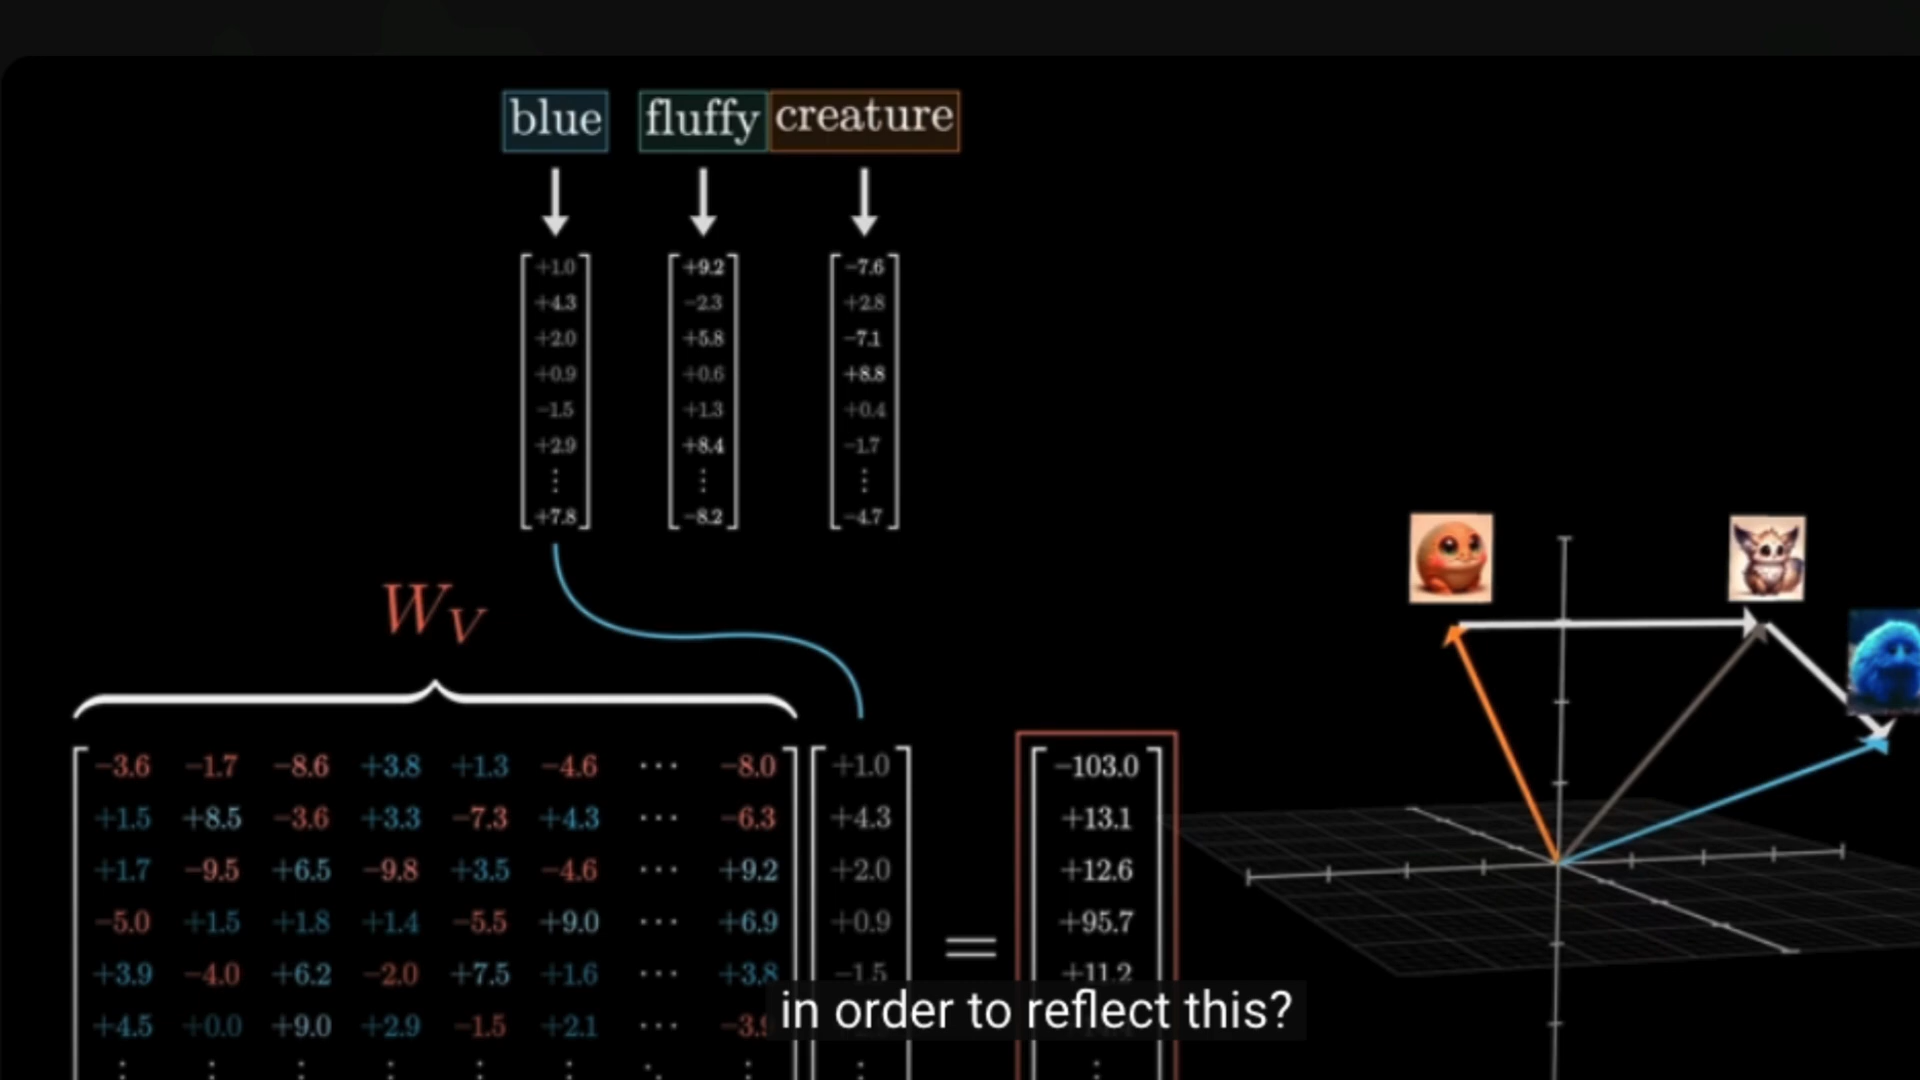 blue fluffy creature
+1.0 +9.2 −7.6
+4.3 −2.3 +2.8
+2.0 +5.8 −7.1
+0.9 +0.6 +8.8
−1.5 +1.3 +0.4
+2.9 +8.4 −1.7
⋮ ⋮ ⋮
+7.8 −8.2 −4.7
W_V
−3.6 −1.7 −8.6 +3.8 +1.3 −4.6 ⋯ −8.0 +1.0 −103.0
+1.5 +8.5 −3.6 +3.3 −7.3 +4.3 ⋯ −6.3 +4.3 +13.1
+1.7 −9.5 +6.5 −9.8 +3.5 −4.6 ⋯ +9.2 +2.0 +12.6
−5.0 +1.5 +1.8 +1.4 −5.5 +9.0 ⋯ +6.9 +0.9 = +95.7
+3.9 −4.0 +6.2 −2.0 +7.5 +1.6 ⋯ +3.8 −1.5 +11.2
+4.5 +0.0 +9.0 +2.9 −1.5 +2.1 ⋯
⋮ ⋮ ⋮ ⋮ ⋮ ⋮ ⋱ ⋮ ⋮ ⋮
in order to reflect this?